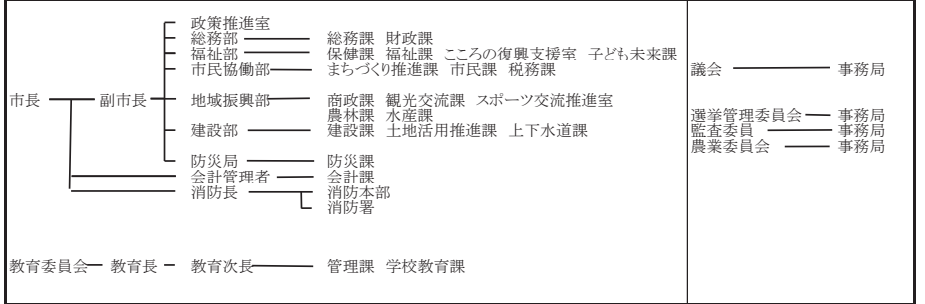 政策推進室
総務部 総務課 財政課
福祉部 保健課 福祉課 こころの復興支援室 子ども未来課
市民協働部 まちづくり推進課 市民課 税務課
議会 事務局
市長 副市長 地域振興部 商政課 観光交流課 スポーツ交流推進室
農林課 水産課
選挙管理委員会 事務局
建設部 建設課 土地活用推進課 上下水道課
監査委員 事務局
農業委員会 事務局
防災局 防災課
会計管理者 会計課
消防長 消防本部
消防署
教育委員会 教育長 教育次長 管理課 学校教育課